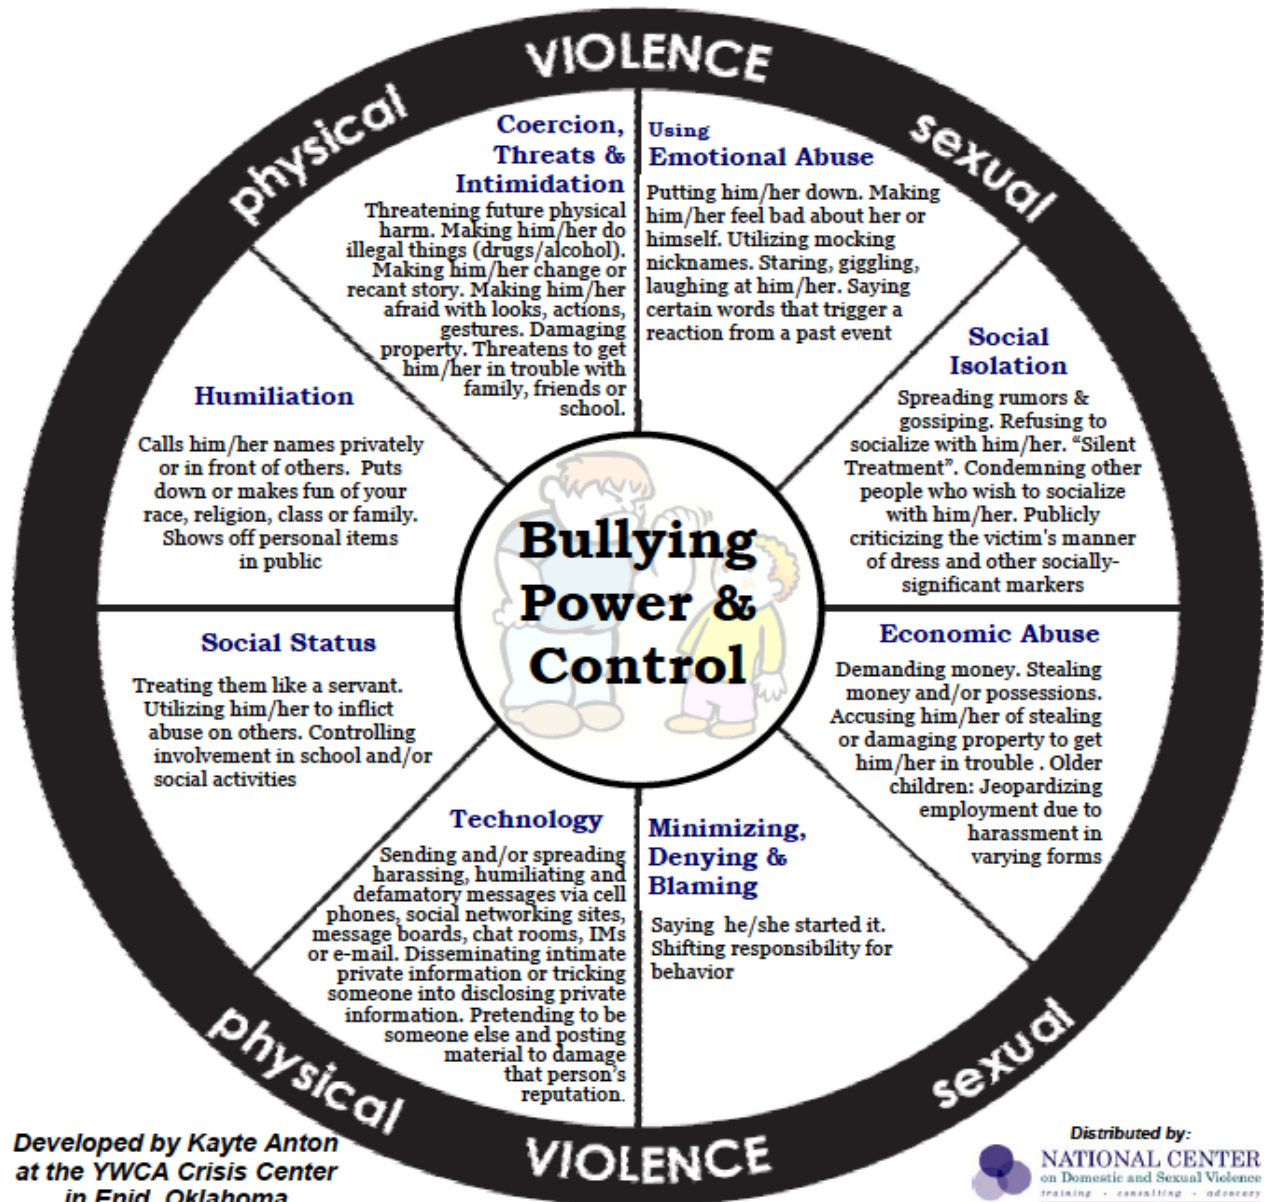 VIOLENCE
physical
sexual
Coercion,
Threats &
Intimidation
Threatening future physical
harm. Making him/her do
illegal things (drugs/alcohol).
Making him/her change or
recant story. Making him/her
afraid with looks, actions,
gestures. Damaging
property. Threatens to get
him/her in trouble with
family, friends or
school.
Using
Emotional Abuse
Putting him/her down. Making
him/her feel bad about her or
himself. Utilizing mocking
nicknames. Staring, giggling,
laughing at him/her. Saying
certain words that trigger a
reaction from a past event
Social
Isolation
Spreading rumors &
gossiping. Refusing to
socialize with him/her. “Silent
Treatment”. Condemning other
people who wish to socialize
with him/her. Publicly
criticizing the victim's manner
of dress and other socially-
significant markers
Humiliation
Calls him/her names privately
or in front of others. Puts
down or makes fun of your
race, religion, class or family.
Shows off personal items
in public
Bullying
Power &
Control
Social Status
Treating them like a servant.
Utilizing him/her to inflict
abuse on others. Controlling
involvement in school and/or
social activities
Economic Abuse
Demanding money. Stealing
money and/or possessions.
Accusing him/her of stealing
or damaging property to get
him/her in trouble . Older
children: Jeopardizing
employment due to
harassment in
varying forms
Technology
Sending and/or spreading
harassing, humiliating and
defamatory messages via cell
phones, social networking sites,
message boards, chat rooms, IMs
or e-mail. Disseminating intimate
private information or tricking
someone into disclosing private
information. Pretending to be
someone else and posting
material to damage
that person’s
reputation.
Minimizing,
Denying &
Blaming
Saying he/she started it.
Shifting responsibility for
behavior
physical
sexual
VIOLENCE
Developed by Kayte Anton
at the YWCA Crisis Center
in Enid, Oklahoma
Distributed by:
NATIONAL CENTER
on Domestic and Sexual Violence
training · consulting · advocacy